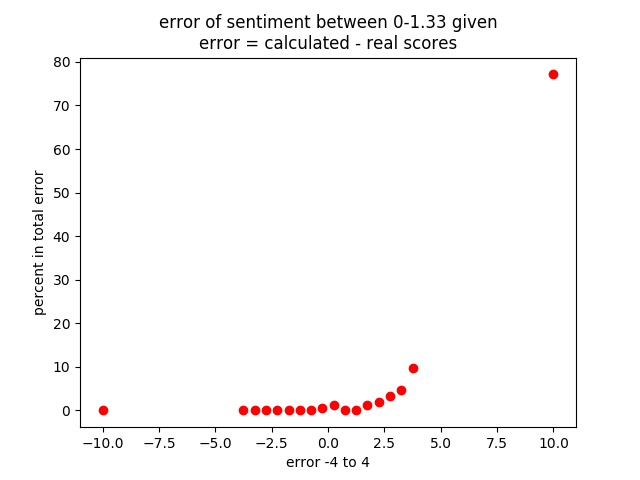 error of sentiment between 0-1.33 given
error = calculated - real scores
80
70
60
50
40
30
20
10
0
percent in total error
−10.0 −7.5 −5.0 −2.5 0.0 2.5 5.0 7.5 10.0
error -4 to 4